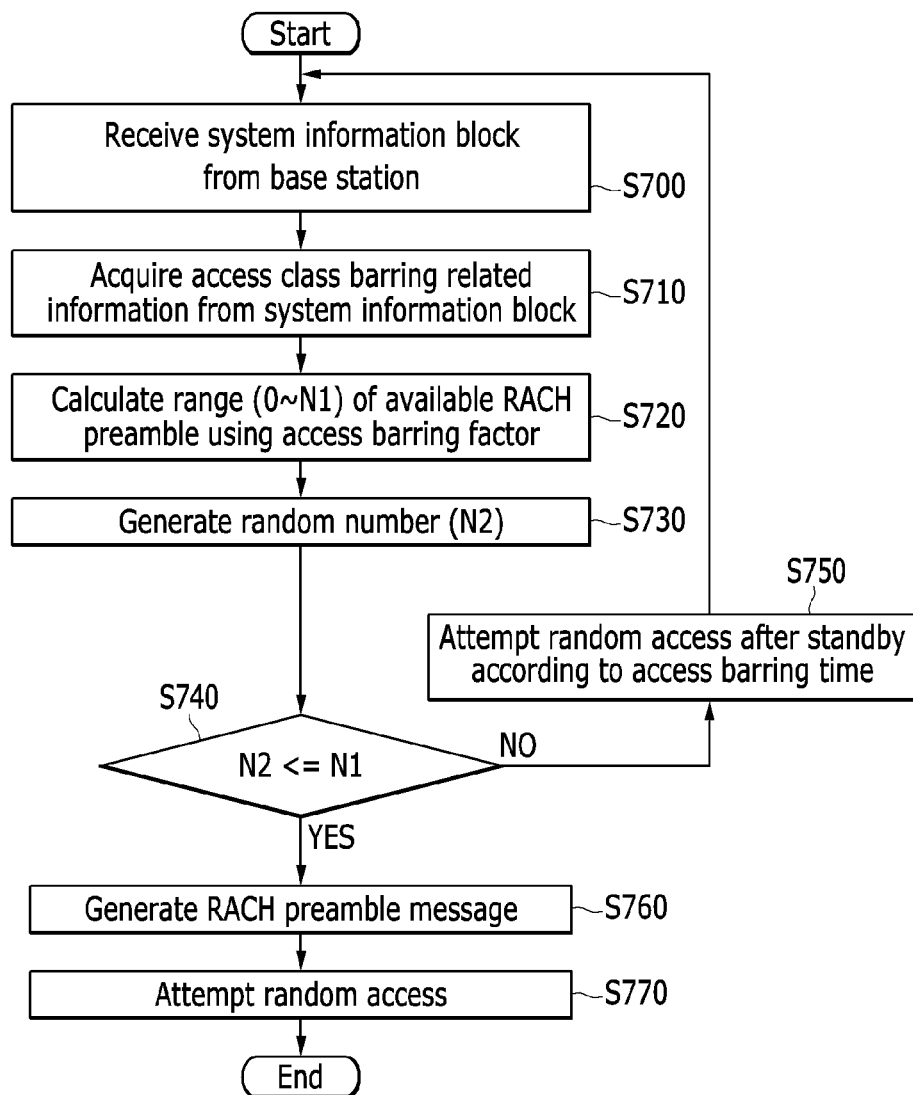 Start
Receive system information block
from base station
S700
Acquire access class barring related
information from system information block
S710
Calculate range (0~N1) of available RACH
preamble using access barring factor
S720
Generate random number (N2)
S730
S750
Attempt random access after standby
according to access barring time
S740
N2 <= N1
NO
YES
Generate RACH preamble message
S760
Attempt random access
S770
End